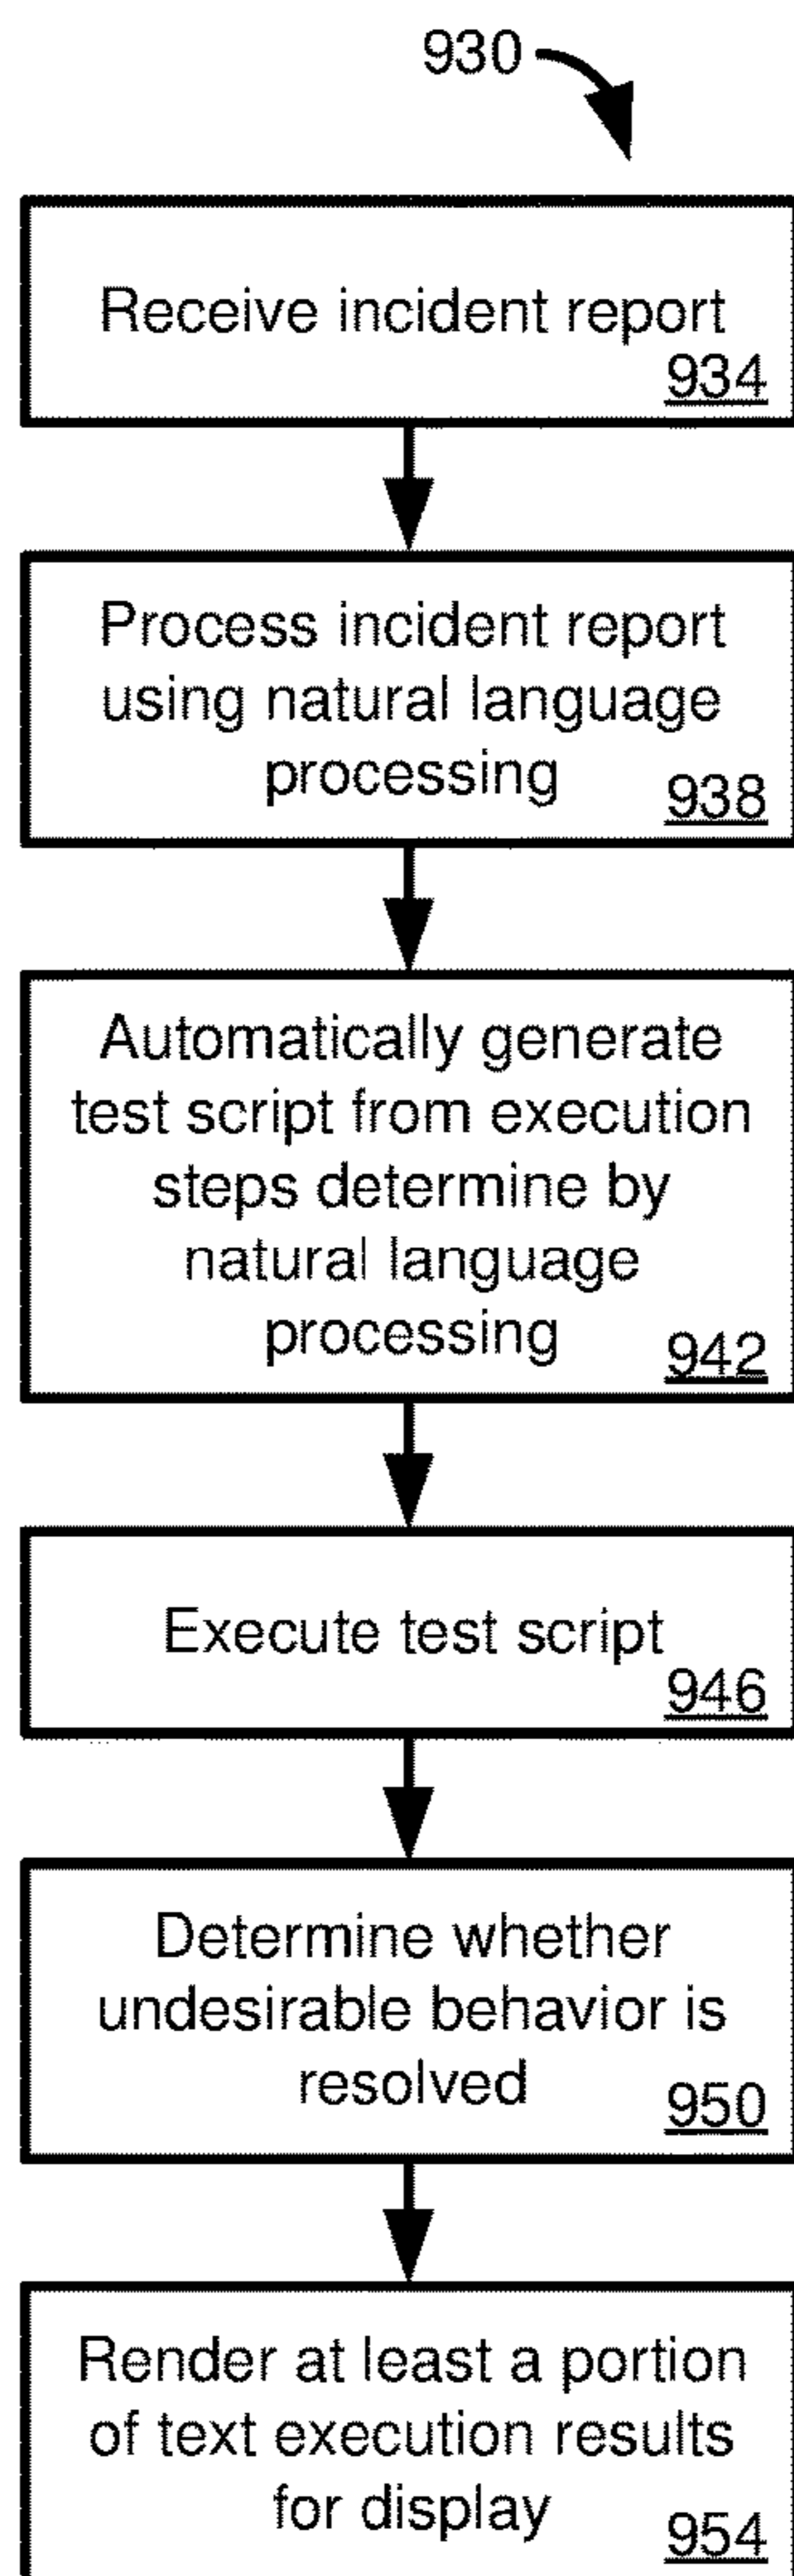 930
Receive incident report
934
Process incident report
using natural language
processing
938
Automatically generate
test script from execution
steps determine by
natural language
processing
942
Execute test script
946
Determine whether
undesirable behavior is
resolved
950
Render at least a portion
of text execution results
for display
954